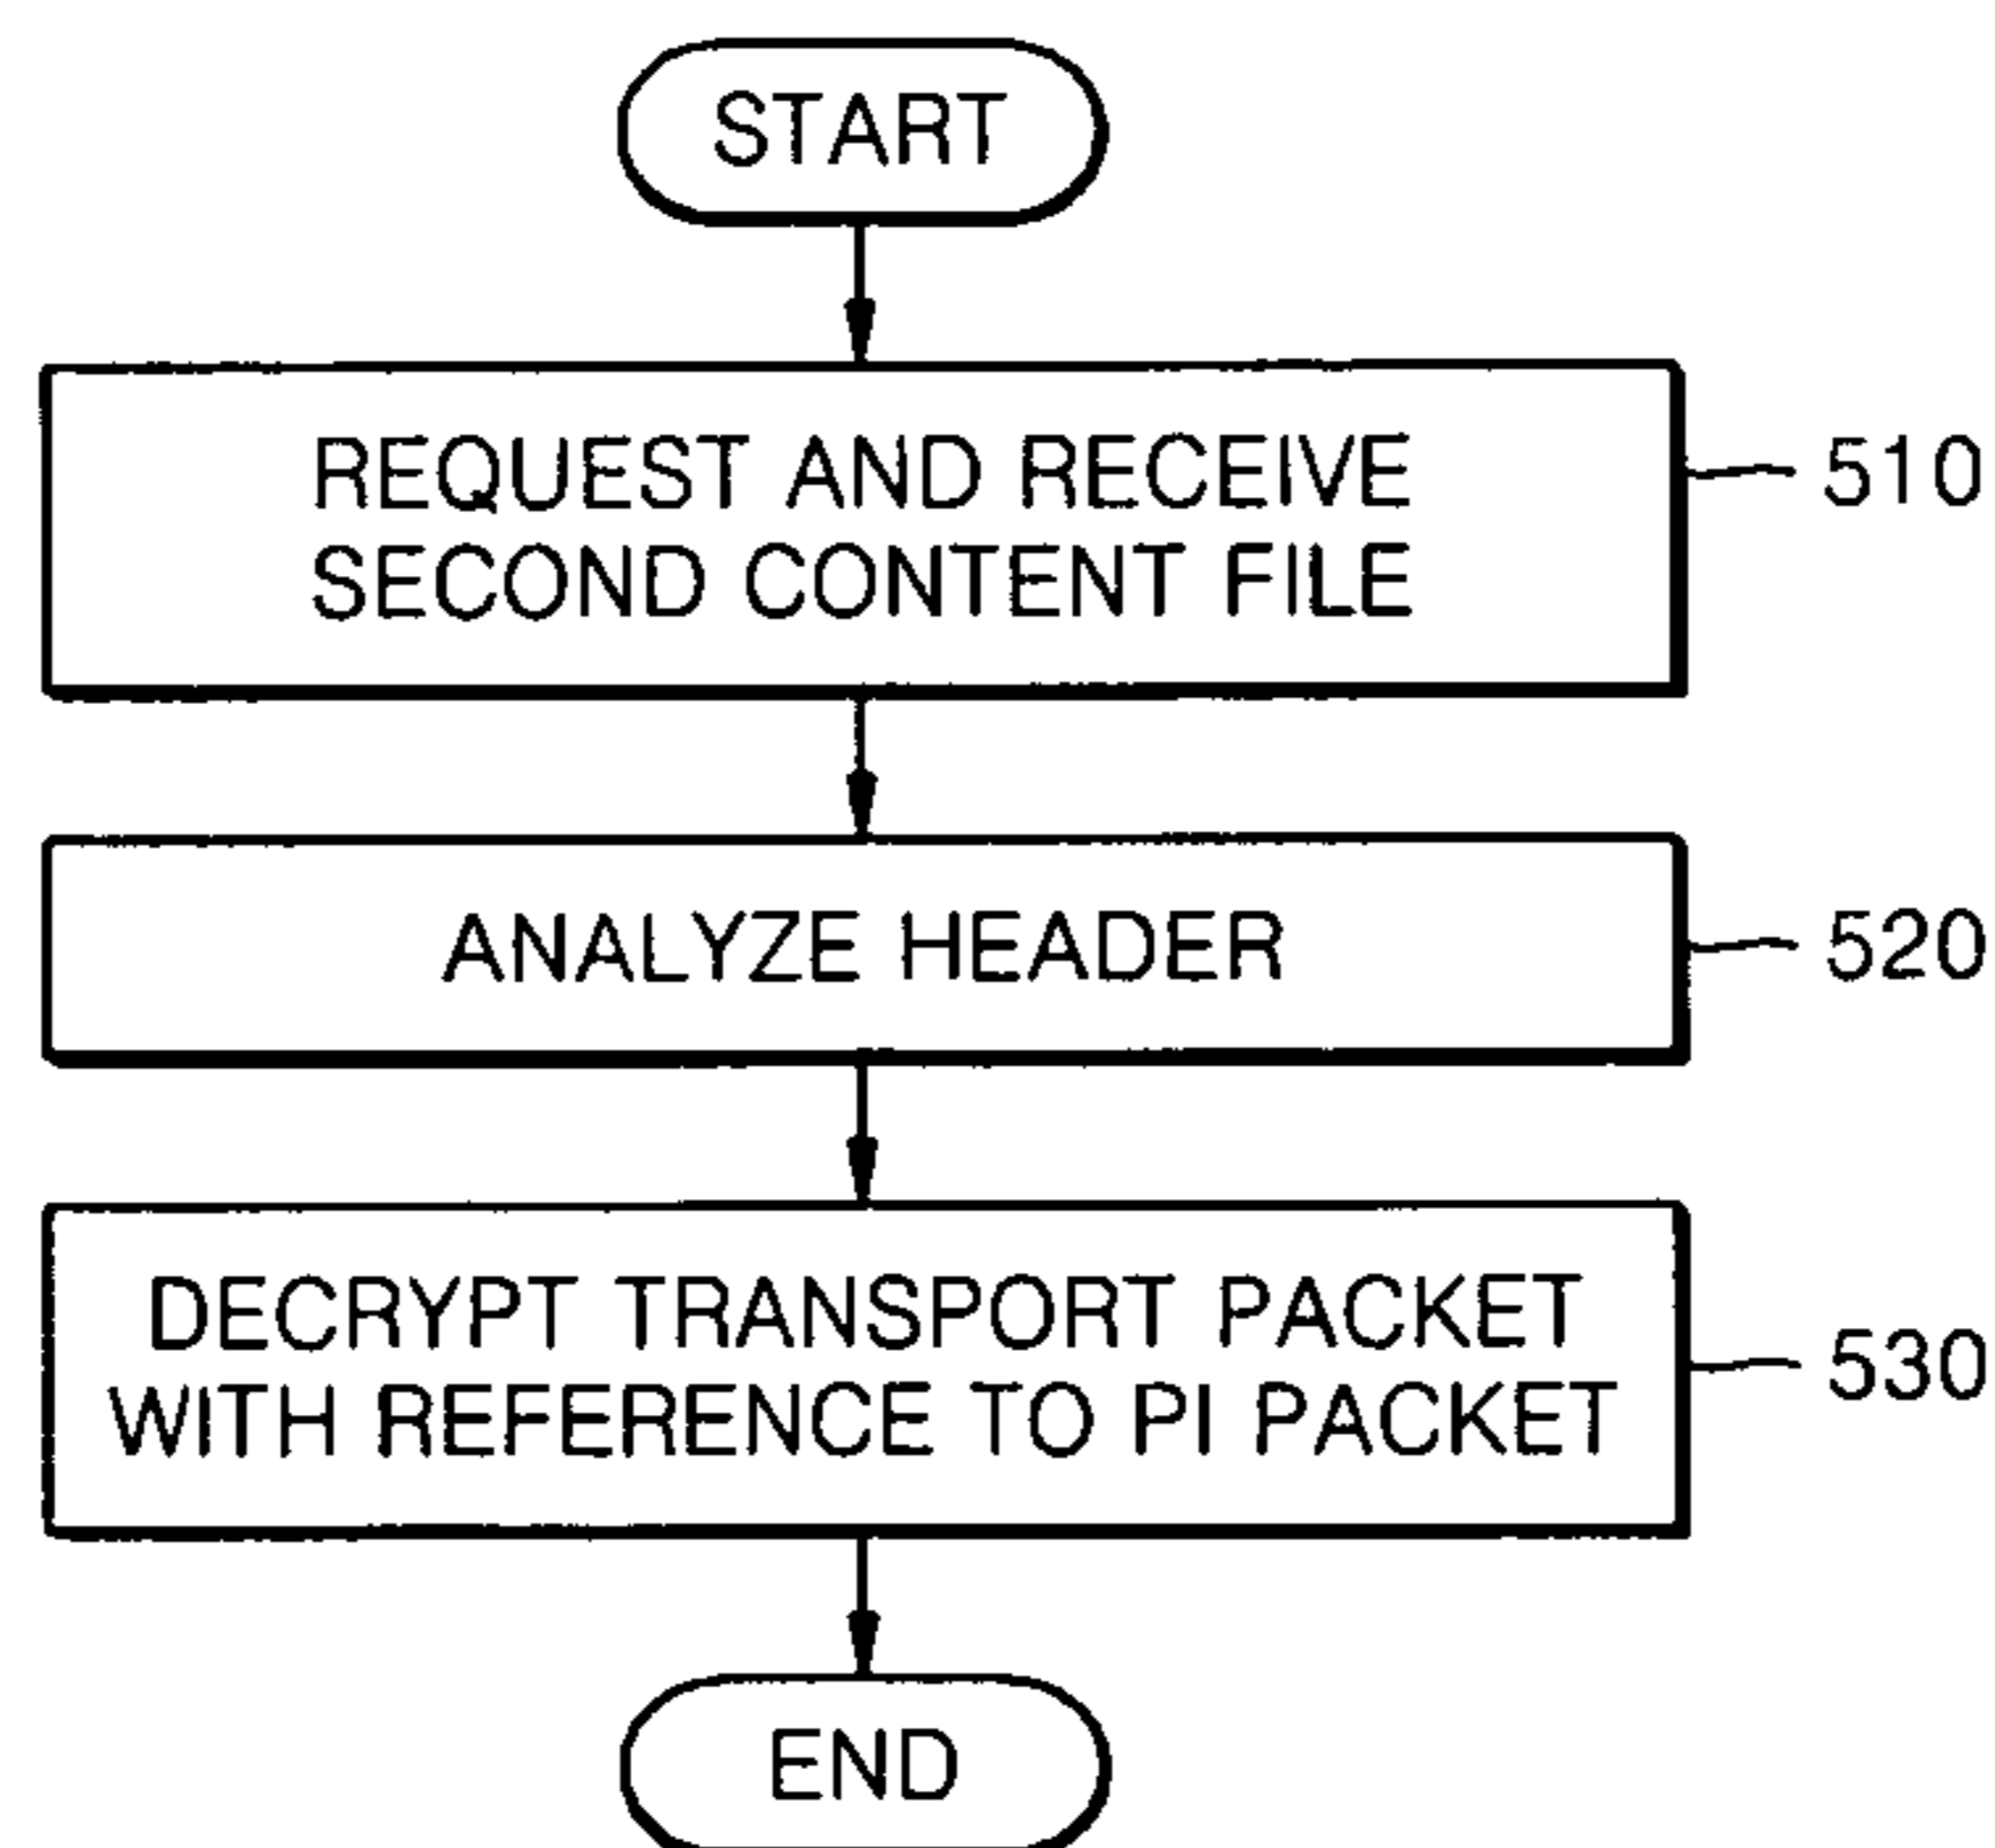 START
REQUEST AND RECEIVE
SECOND CONTENT FILE
510
ANALYZE HEADER
520
DECRYPT TRANSPORT PACKET
WITH REFERENCE TO PI PACKET
530
END